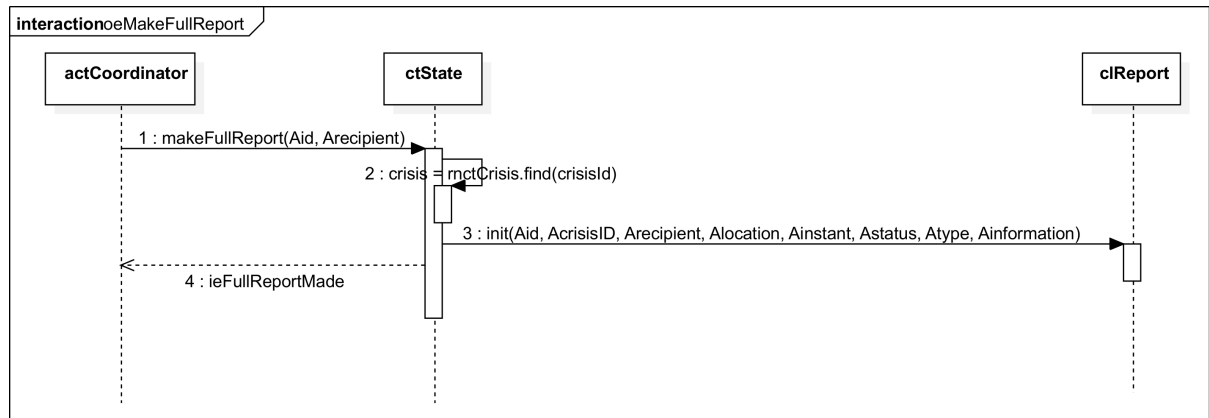 interactionoeMakeFullReport
actCoordinator
ctState
clReport
1 : makeFullReport(Aid, Arecipient)
2 : crisis = rnctCrisis.find(crisisId)
3 : init(Aid, AcrisisID, Arecipient, Alocation, Ainstant, Astatus, Atype, Ainformation)
4 : ieFullReportMade